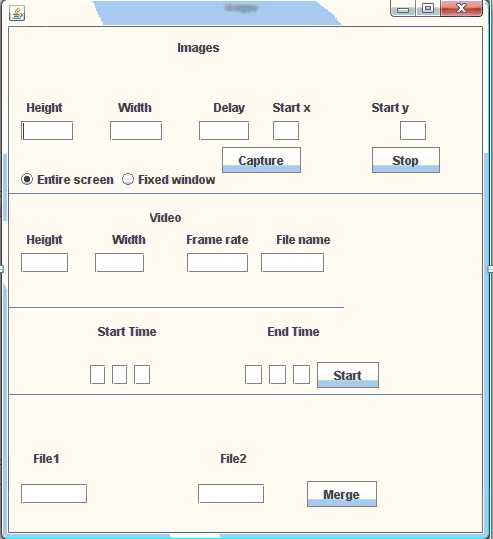 Images
Height Width Delay Start x Start y
Capture Stop
Entire screen Fixed window
Video
Height Width Frame rate File name
Start Time End Time
Start
File1 File2
Merge